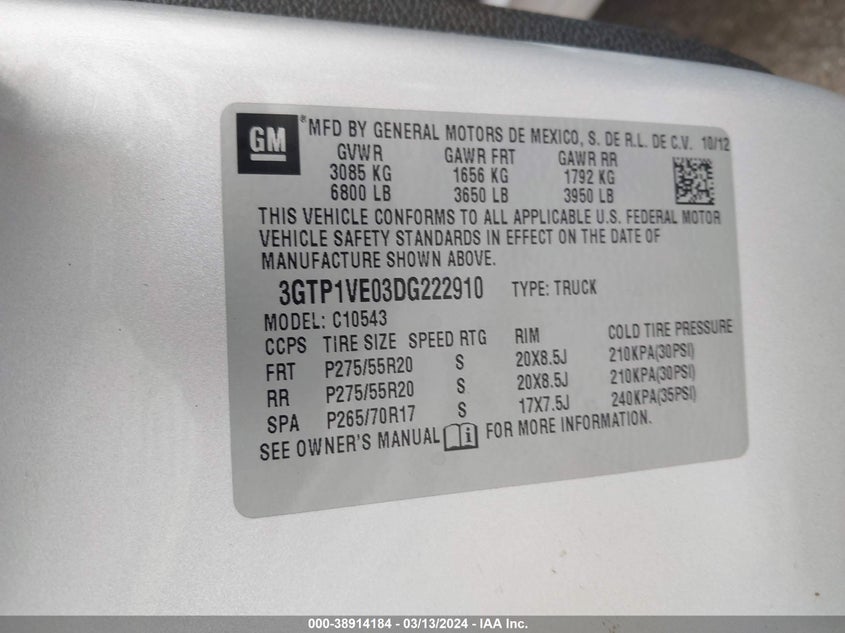 GM ® MFD BY GENERAL MOTORS DE MEXICO, S. DE R.L. DE C.V. 10/12
GVWR GAWR FRT GAWR RR
3085 KG 1656 KG 1792 KG
6800 LB 3650 LB 3950 LB
THIS VEHICLE CONFORMS TO ALL APPLICABLE U.S. FEDERAL MOTOR
VEHICLE SAFETY STANDARDS IN EFFECT ON THE DATE OF
MANUFACTURE SHOWN ABOVE.
3GTP1VE03DG222910 TYPE: TRUCK
MODEL: C10543
CCPS TIRE SIZE SPEED RTG RIM COLD TIRE PRESSURE
FRT P275/55R20 S 20X8.5J 210KPA(30PSI)
RR P275/55R20 S 20X8.5J 210KPA(30PSI)
SPA P265/70R17 S 17X7.5J 240KPA(35PSI)
SEE OWNER'S MANUAL FOR MORE INFORMATION.
000-38914184 - 03/13/2024 - IAA Inc.